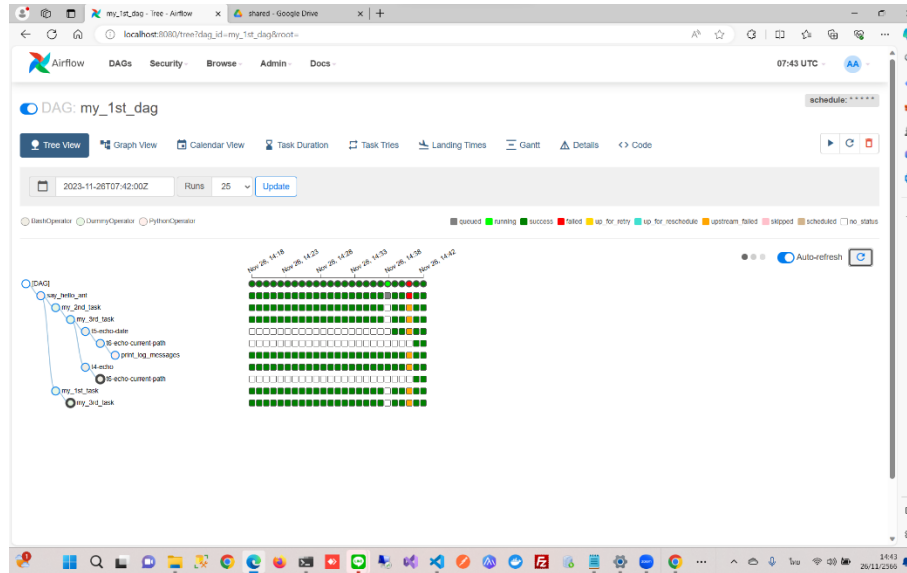 my_1st_dag - Tree - Airflow
shared - Google Drive
localhost:8080/tree?dag_id=my_1st_dag&root=
Airflow DAGs Security Browse Admin Docs 07:43 UTC AA
DAG: my_1st_dag schedule: * * * * *
Tree View Graph View Calendar View Task Duration Task Tries Landing Times Gantt Details <> Code
2023-11-26T07:42:00Z Runs 25 Update
BashOperator DummyOperator PythonOperator queued running success failed up_for_retry up_for_reschedule upstream_failed skipped scheduled no_status
Nov 26, 14:18 Nov 26, 14:23 Nov 26, 14:28 Nov 26, 14:33 Nov 26, 14:38 Nov 26, 14:42
Auto-refresh
[DAG]
say_hello_ant
my_2nd_task
my_3rd_task
t5-echo-date
t6-echo-current-path
print_log_messages
t4-echo
t6-echo-current-path
my_1st_task
my_3rd_task
ไทย
14:43
26/11/2566